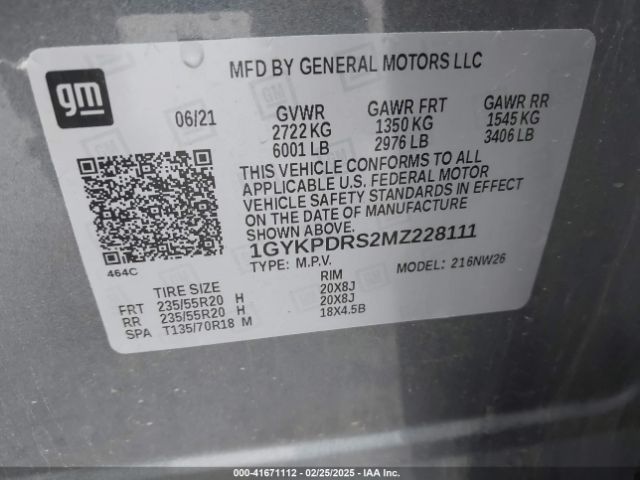 gm
MFD BY GENERAL MOTORS LLC
06/21
GVWR
2722 KG
6001 LB
GAWR FRT
1350 KG
2976 LB
GAWR RR
1545 KG
3406 LB
THIS VEHICLE CONFORMS TO ALL
APPLICABLE U.S. FEDERAL MOTOR
VEHICLE SAFETY STANDARDS IN EFFECT
ON THE DATE OF MANUFACTURE
SHOWN ABOVE.
1GYKPDRS2MZ228111
464C
TYPE: M.P.V.
MODEL: 216NW26
TIRE SIZE RIM
FRT 235/55R20 H 20X8J
RR 235/55R20 H 20X8J
SPA T135/70R18 M 18X4.5B
000-41671112 - 02/25/2025 - IAA Inc.